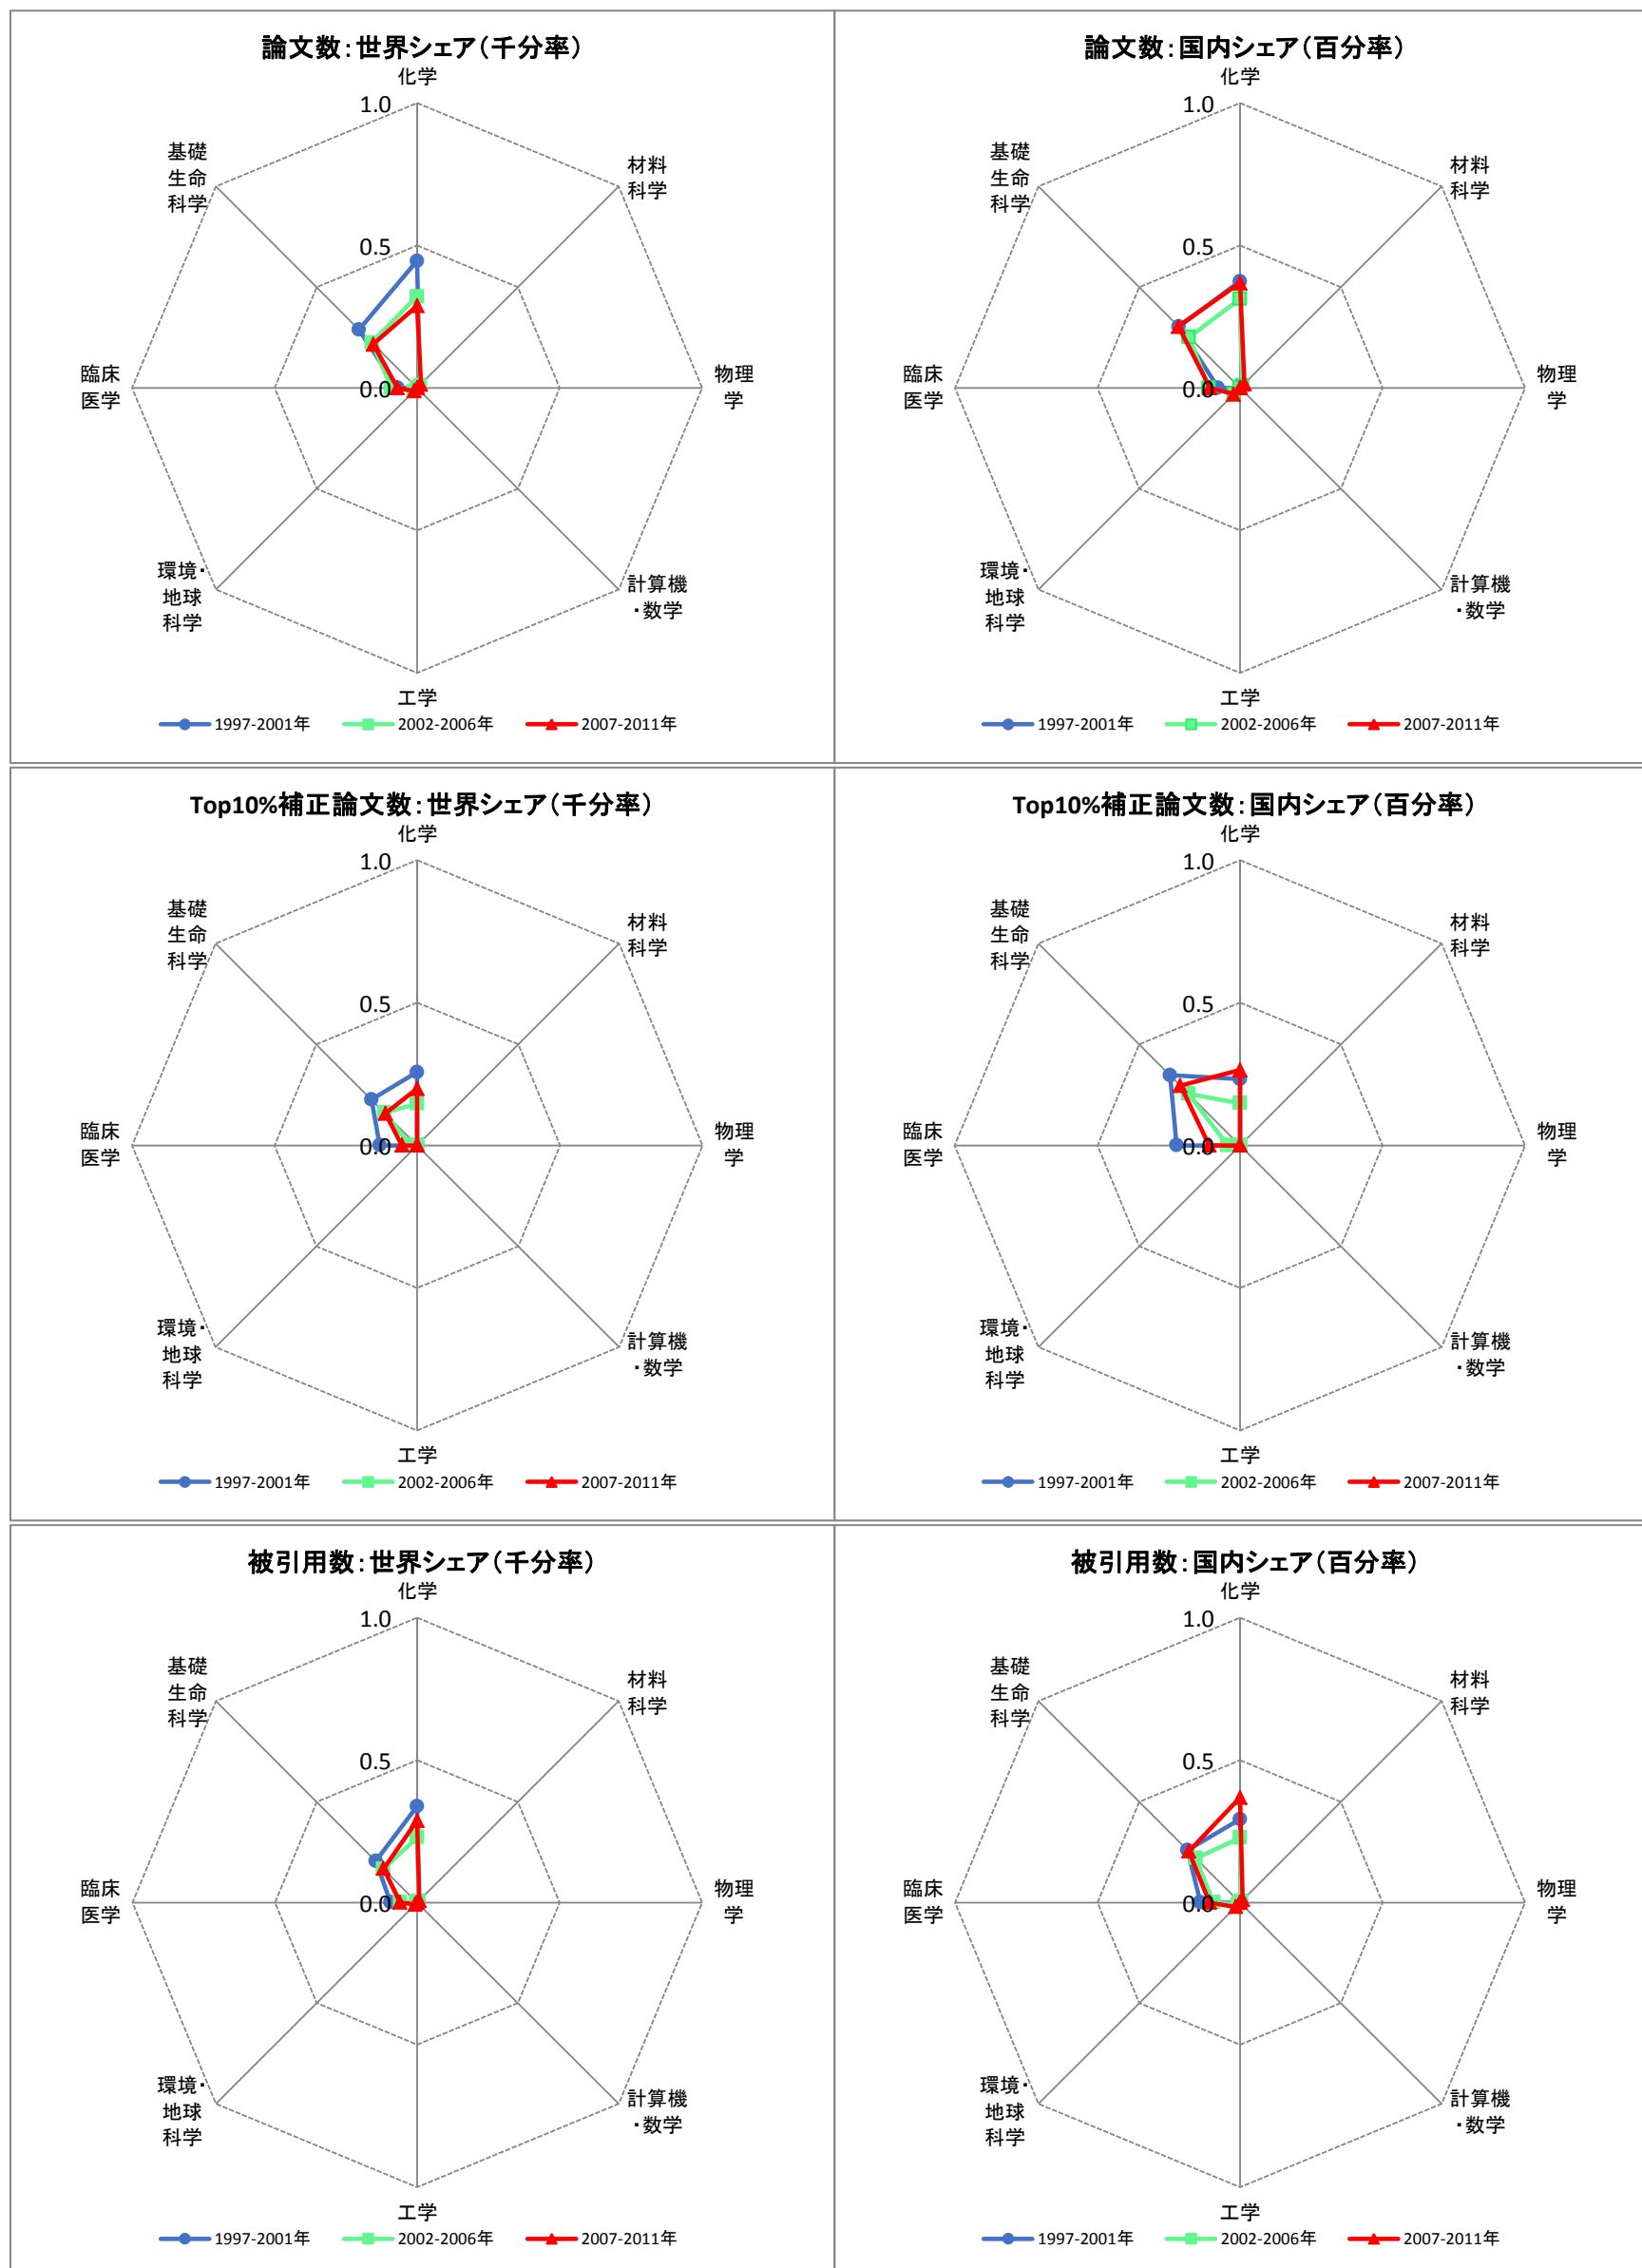 論文数：世界シェア（千分率）
化学
1.0
基礎
生命
科学
材料
科学
0.5
臨床
医学
0.0
物理
学
環境・
地球
科学
計算機
・数学
工学
1997-2001年
2002-2006年
2007-2011年
論文数：国内シェア（百分率）
化学
1.0
基礎
生命
科学
材料
科学
0.5
臨床
医学
0.0
物理
学
環境・
地球
科学
計算機
・数学
工学
1997-2001年
2002-2006年
2007-2011年
Top10%補正論文数：世界シェア（千分率）
化学
1.0
基礎
生命
科学
材料
科学
0.5
臨床
医学
0.0
物理
学
環境・
地球
科学
計算機
・数学
工学
1997-2001年
2002-2006年
2007-2011年
Top10%補正論文数：国内シェア（百分率）
化学
1.0
基礎
生命
科学
材料
科学
0.5
臨床
医学
0.0
物理
学
環境・
地球
科学
計算機
・数学
工学
1997-2001年
2002-2006年
2007-2011年
被引用数：世界シェア（千分率）
化学
1.0
基礎
生命
科学
材料
科学
0.5
臨床
医学
0.0
物理
学
環境・
地球
科学
計算機
・数学
工学
1997-2001年
2002-2006年
2007-2011年
被引用数：国内シェア（百分率）
化学
1.0
基礎
生命
科学
材料
科学
0.5
臨床
医学
0.0
物理
学
環境・
地球
科学
計算機
・数学
工学
1997-2001年
2002-2006年
2007-2011年